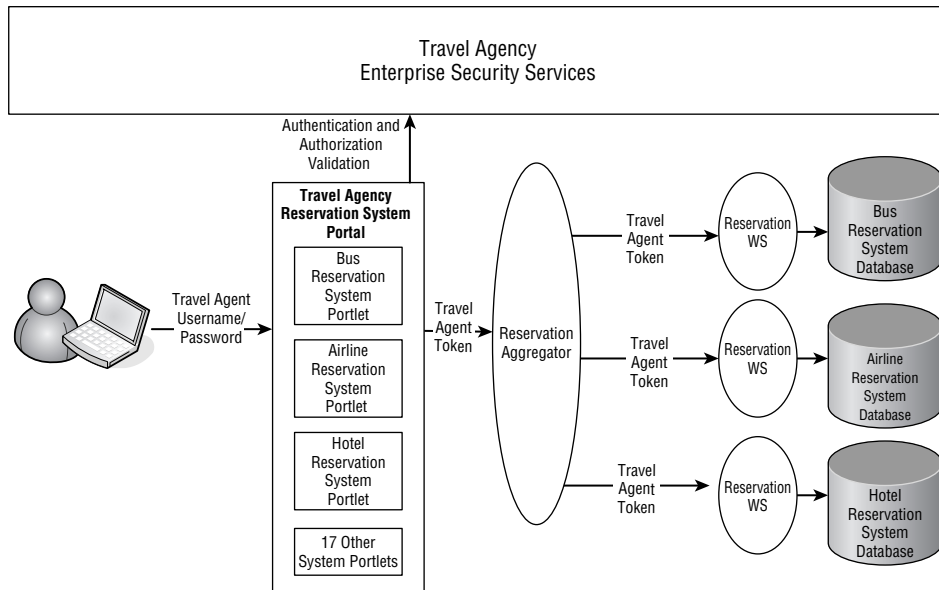 Travel Agency
Enterprise Security Services
Authentication and
Authorization
Validation
Travel Agency
Reservation System
Portal
Bus
Reservation
System
Portlet
Airline
Reservation
System
Portlet
Hotel
Reservation
System
Portlet
17 Other
System Portlets
Travel Agent
Username/
Password
Travel
Agent
Token
Reservation
Aggregator
Travel
Agent
Token
Reservation
WS
Bus
Reservation
System
Database
Travel
Agent
Token
Reservation
WS
Airline
Reservation
System
Database
Travel
Agent
Token
Reservation
WS
Hotel
Reservation
System
Database